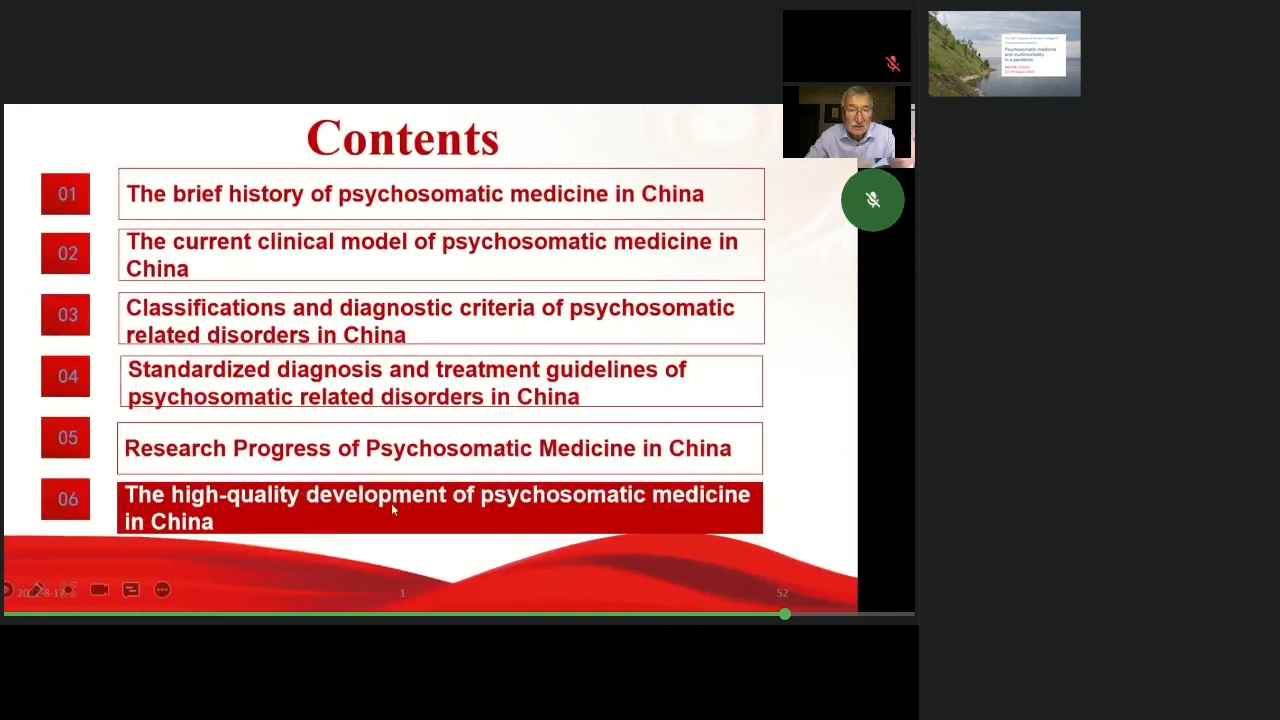 Contents
01
The brief history of psychosomatic medicine in China
02
The current clinical model of psychosomatic medicine in
China
03
Classifications and diagnostic criteria of psychosomatic
related disorders in China
04
Standardized diagnosis and treatment guidelines of
psychosomatic related disorders in China
05
Research Progress of Psychosomatic Medicine in China
06
The high-quality development of psychosomatic medicine
in China
1
52
Psychosomatic medicine
and multimorbidity
in a pandemic